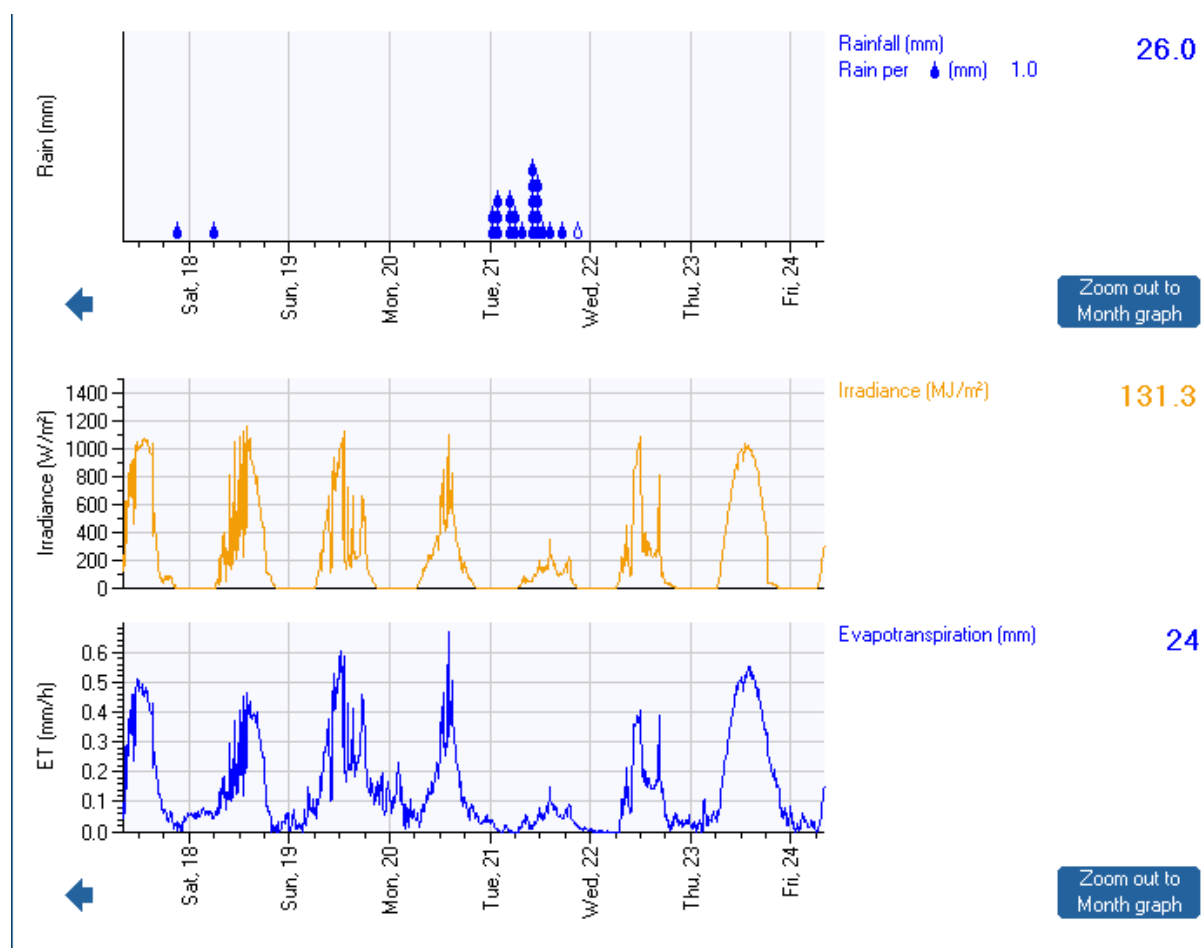 Rainfall (mm)
26.0
Rain per (mm) 1.0
Rain (mm)
Sat, 18
Sun, 19
Mon, 20
Tue, 21
Wed, 22
Thu, 23
Fri, 24
Zoom out to
Month graph
Irradiance (MJ/m²)
131.3
Irradiance (W/m²)
1400
1200
1000
800
600
400
200
0
Evapotranspiration (mm)
24
ET (mm/h)
0.6
0.5
0.4
0.3
0.2
0.1
0.0
Sat, 18
Sun, 19
Mon, 20
Tue, 21
Wed, 22
Thu, 23
Fri, 24
Zoom out to
Month graph